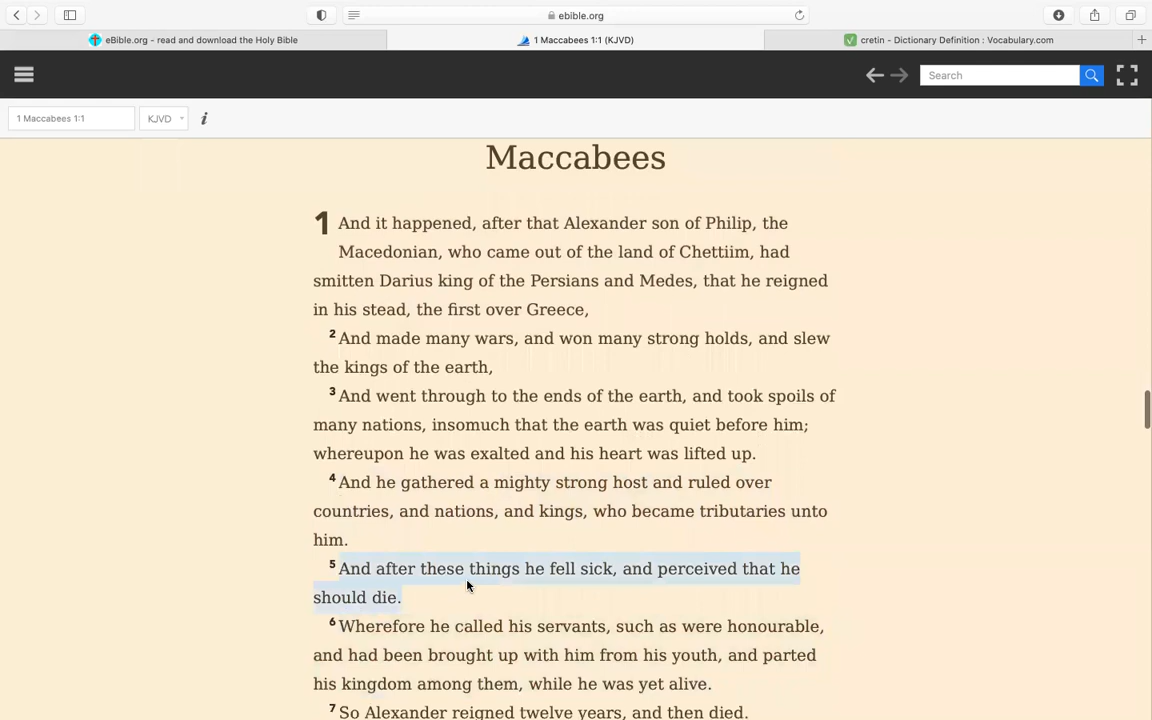 ebible.org
eBible.org - read and download the Holy Bible
1 Maccabees 1:1 (KJVD)
cretin - Dictionary Definition : Vocabulary.com
Search
1 Maccabees 1:1
KJVD
i
Maccabees
1 And it happened, after that Alexander son of Philip, the
Macedonian, who came out of the land of Chettiim, had
smitten Darius king of the Persians and Medes, that he reigned
in his stead, the first over Greece,
2 And made many wars, and won many strong holds, and slew
the kings of the earth,
3 And went through to the ends of the earth, and took spoils of
many nations, insomuch that the earth was quiet before him;
whereupon he was exalted and his heart was lifted up.
4 And he gathered a mighty strong host and ruled over
countries, and nations, and kings, who became tributaries unto
him.
5 And after these things he fell sick, and perceived that he
should die.
6 Wherefore he called his servants, such as were honourable,
and had been brought up with him from his youth, and parted
his kingdom among them, while he was yet alive.
7 So Alexander reigned twelve years, and then died.